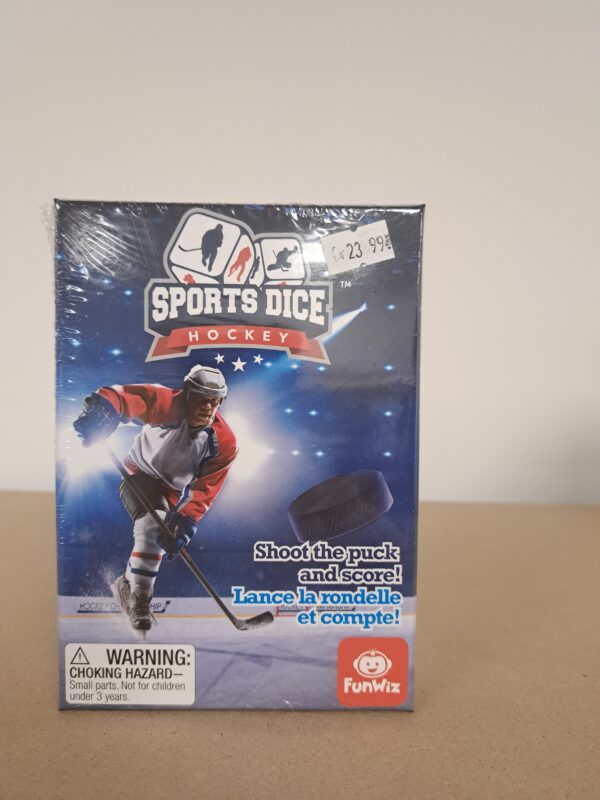 23 99
SPORTS DICE
TM
HOCKEY
Shoot the puck
and score!
Lance la rondelle
et compte!
WARNING:
CHOKING HAZARD—
Small parts. Not for children
under 3 years.
FUNWIZ